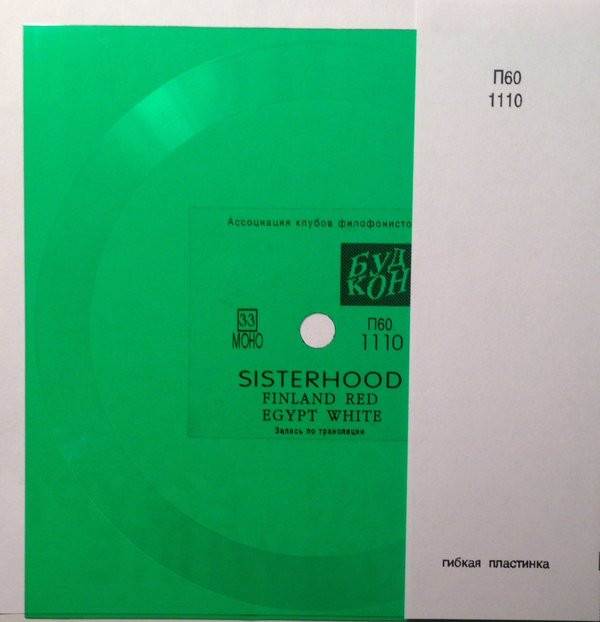 П60
1110
Ассоциация клубов филофонисто
БУД
КОН
33
МОНО
П60
1110
SISTERHOOD
FINLAND RED
EGYPT WHITE
Запись по трансляции
гибкая пластинка